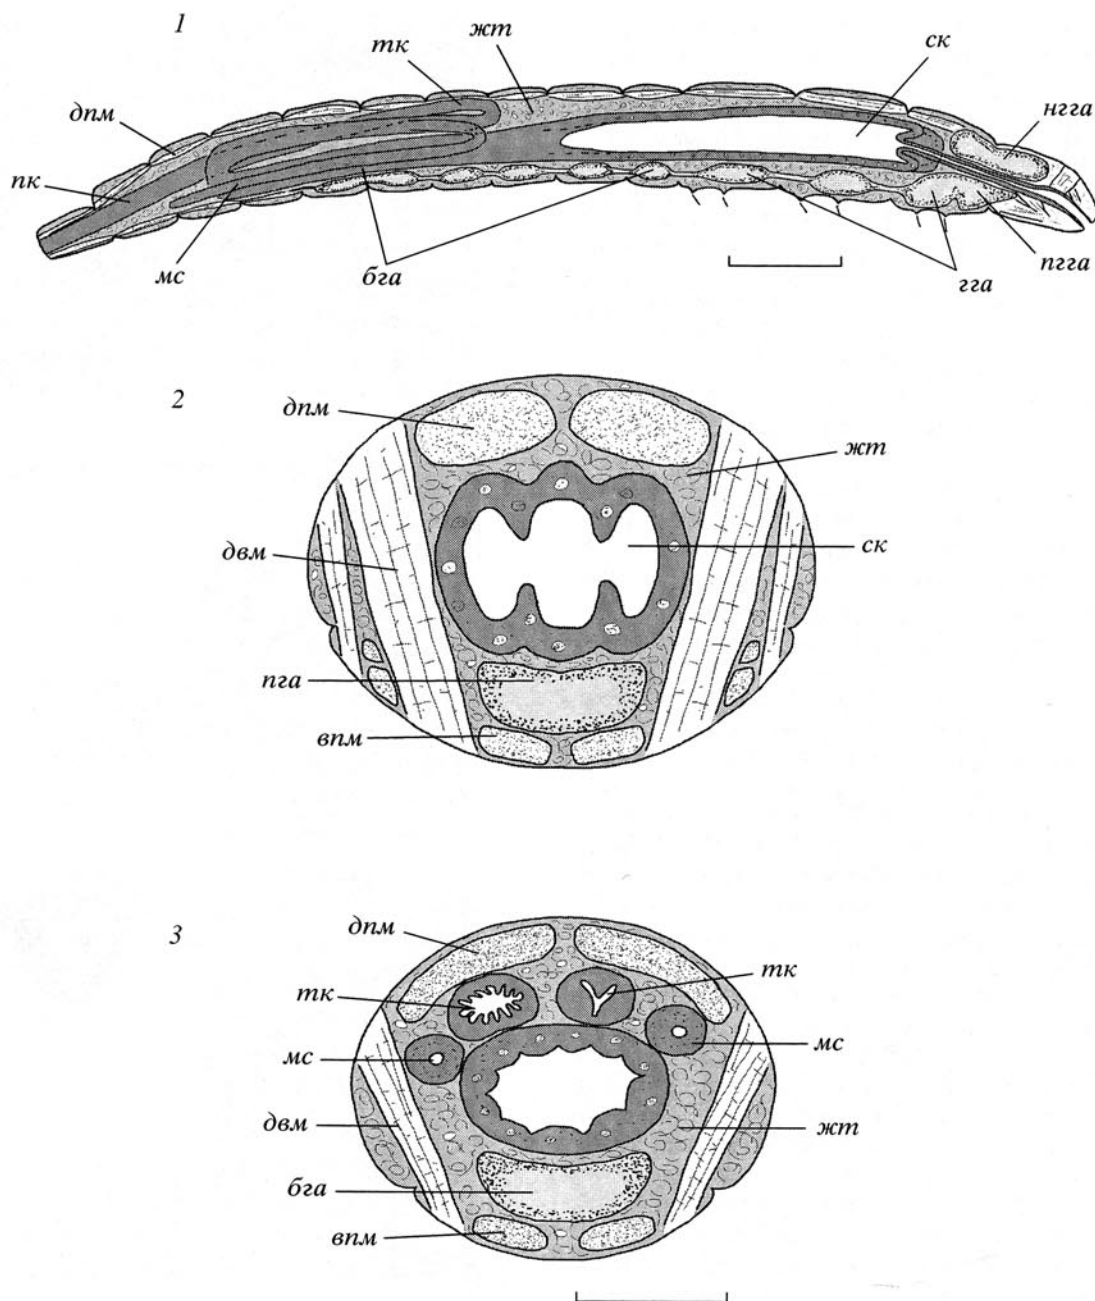 1
жт
тк
ск
дпм
нгга
пк
мс
бга
гга
пгга
2
дпм
жт
двм
ск
пга
впм
3
дпм
тк
тк
мс
мс
двм
жт
бга
впм